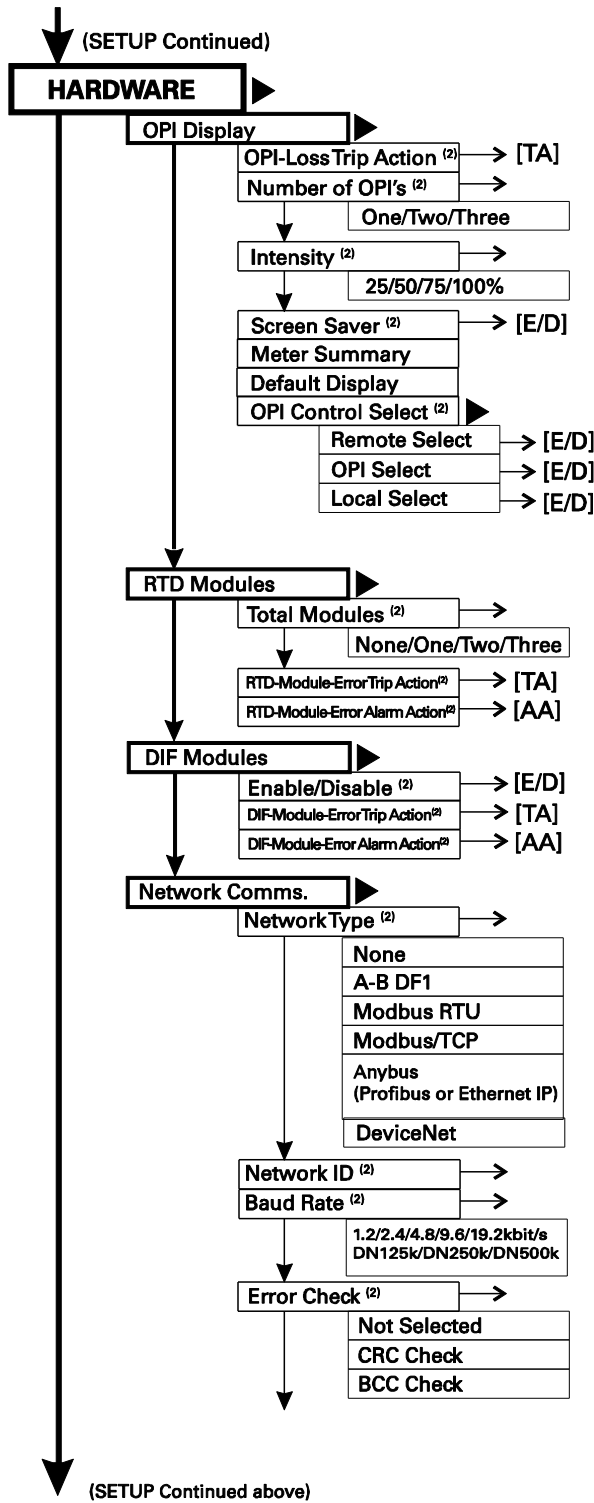 (SETUP Continued)
HARDWARE
OPI Display
OPI-Loss Trip Action (2)
[TA]
Number of OPI's (2)
One/Two/Three
Intensity (2)
25/50/75/100%
Screen Saver (2)
[E/D]
Meter Summary
Default Display
OPI Control Select (2)
Remote Select
[E/D]
OPI Select
[E/D]
Local Select
[E/D]
RTD Modules
Total Modules (2)
None/One/Two/Three
RTD-Module-Error Trip Action(2)
[TA]
RTD-Module-Error Alarm Action(2)
[AA]
DIF Modules
Enable/Disable (2)
[E/D]
DIF-Module-Error Trip Action(2)
[TA]
DIF-Module-Error Alarm Action(2)
[AA]
Network Comms.
Network Type (2)
None
A-B DF1
Modbus RTU
Modbus/TCP
Anybus
(Profibus or Ethernet IP)
DeviceNet
Network ID (2)
Baud Rate (2)
1.2/2.4/4.8/9.6/19.2kbit/s
DN125k/DN250k/DN500k
Error Check (2)
Not Selected
CRC Check
BCC Check
(SETUP Continued above)